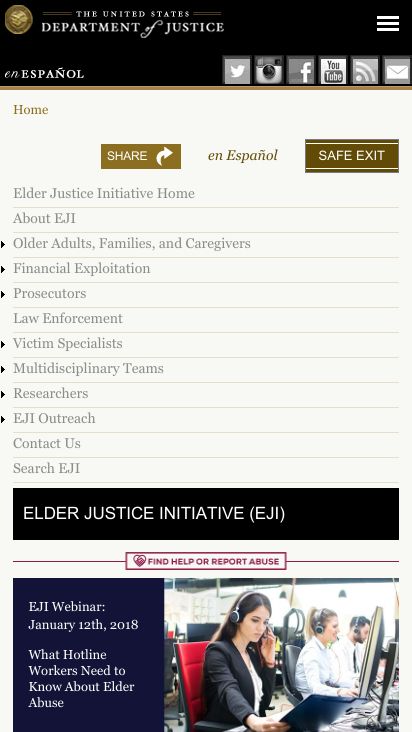 THE UNITED STATES
DEPARTMENT of JUSTICE
en ESPAÑOL
You
Tube
Home
SHARE
en Español
SAFE EXIT
Elder Justice Initiative Home
About EJI
Older Adults, Families, and Caregivers
Financial Exploitation
Prosecutors
Law Enforcement
Victim Specialists
Multidisciplinary Teams
Researchers
EJI Outreach
Contact Us
Search EJI
ELDER JUSTICE INITIATIVE (EJI)
FIND HELP OR REPORT ABUSE
EJI Webinar:
January 12th, 2018
What Hotline
Workers Need to
Know About Elder
Abuse